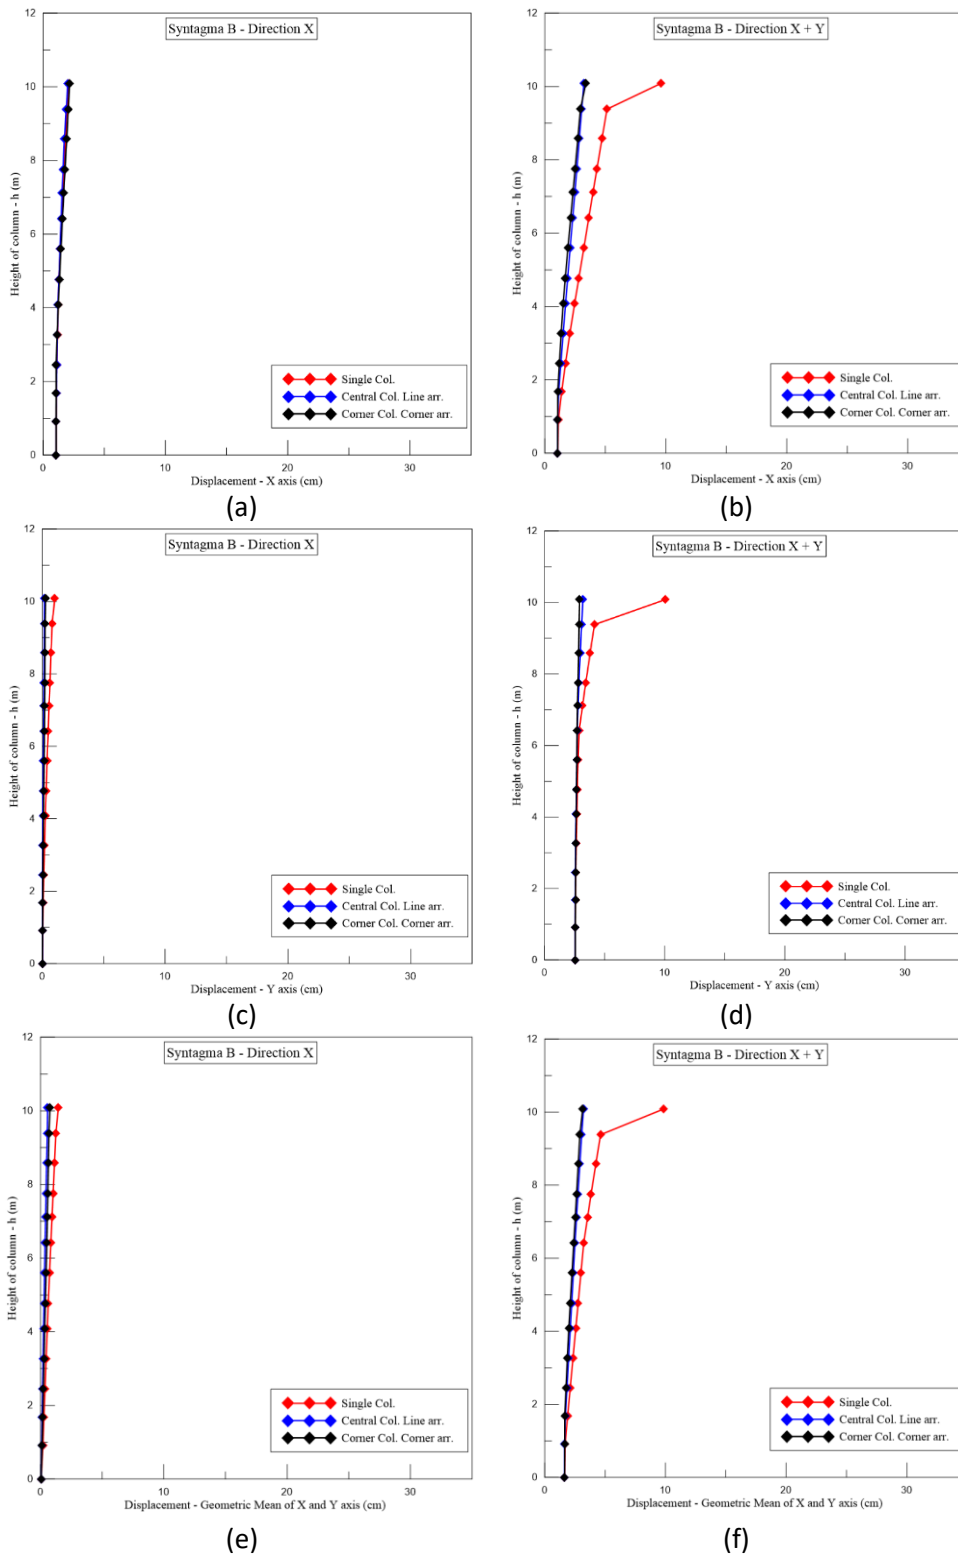 Syntagma B - Direction X
12
10
8
6
4
2
0
Height of column - h (m)
Single Col.
Central Col. Line arr.
Corner Col. Corner arr.
0 10 20 30
Displacement - X axis (cm)
(a)
Syntagma B - Direction X + Y
12
10
8
6
4
2
0
Height of column - h (m)
Single Col.
Central Col. Line arr.
Corner Col. Corner arr.
0 10 20 30
Displacement - X axis (cm)
(b)
Syntagma B - Direction X
12
10
8
6
4
2
0
Height of column - h (m)
Single Col.
Central Col. Line arr.
Corner Col. Corner arr.
0 10 20 30
Displacement - Y axis (cm)
(c)
Syntagma B - Direction X + Y
12
10
8
6
4
2
0
Height of column - h (m)
Single Col.
Central Col. Line arr.
Corner Col. Corner arr.
0 10 20 30
Displacement - Y axis (cm)
(d)
Syntagma B - Direction X
12
10
8
6
4
2
0
Height of column - h (m)
Single Col.
Central Col. Line arr.
Corner Col. Corner arr.
0 10 20 30
Displacement - Geometric Mean of X and Y axis (cm)
(e)
Syntagma B - Direction X + Y
12
10
8
6
4
2
0
Height of column - h (m)
Single Col.
Central Col. Line arr.
Corner Col. Corner arr.
0 10 20 30
Displacement - Geometric Mean of X and Y axis (cm)
(f)